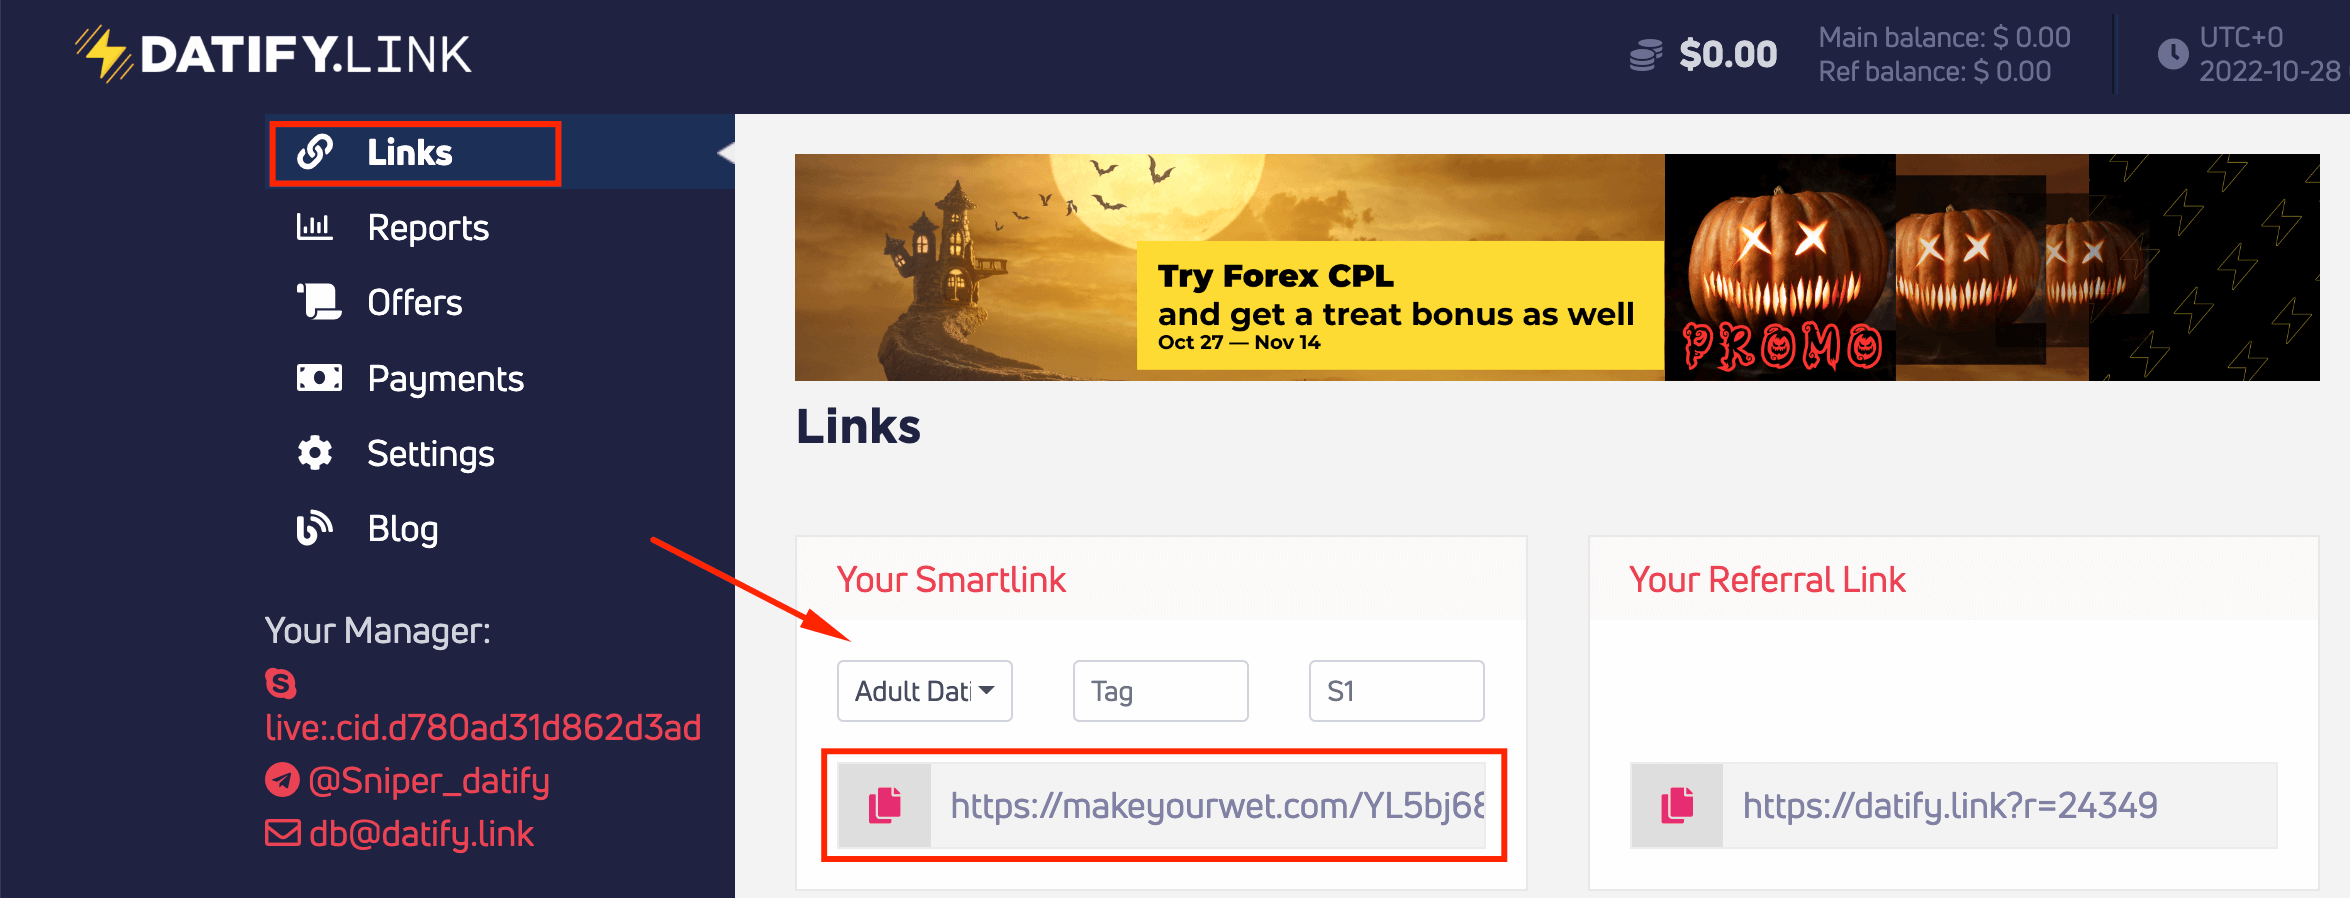 DATIFY.LINK
$0.00
Main balance: $ 0.00
Ref balance: $ 0.00
UTC+0
2022-10-28
Links
Reports
Offers
Payments
Settings
Blog
Your Manager:
live:.cid.d780ad31d862d3ad
@Sniper_datify
db@datify.link
Try Forex CPL
and get a treat bonus as well
Oct 27 — Nov 14
PROMO
Links
Your Smartlink
Adult Dati
Tag
S1
https://makeyourwet.com/YL5bj68
Your Referral Link
https://datify.link?r=24349